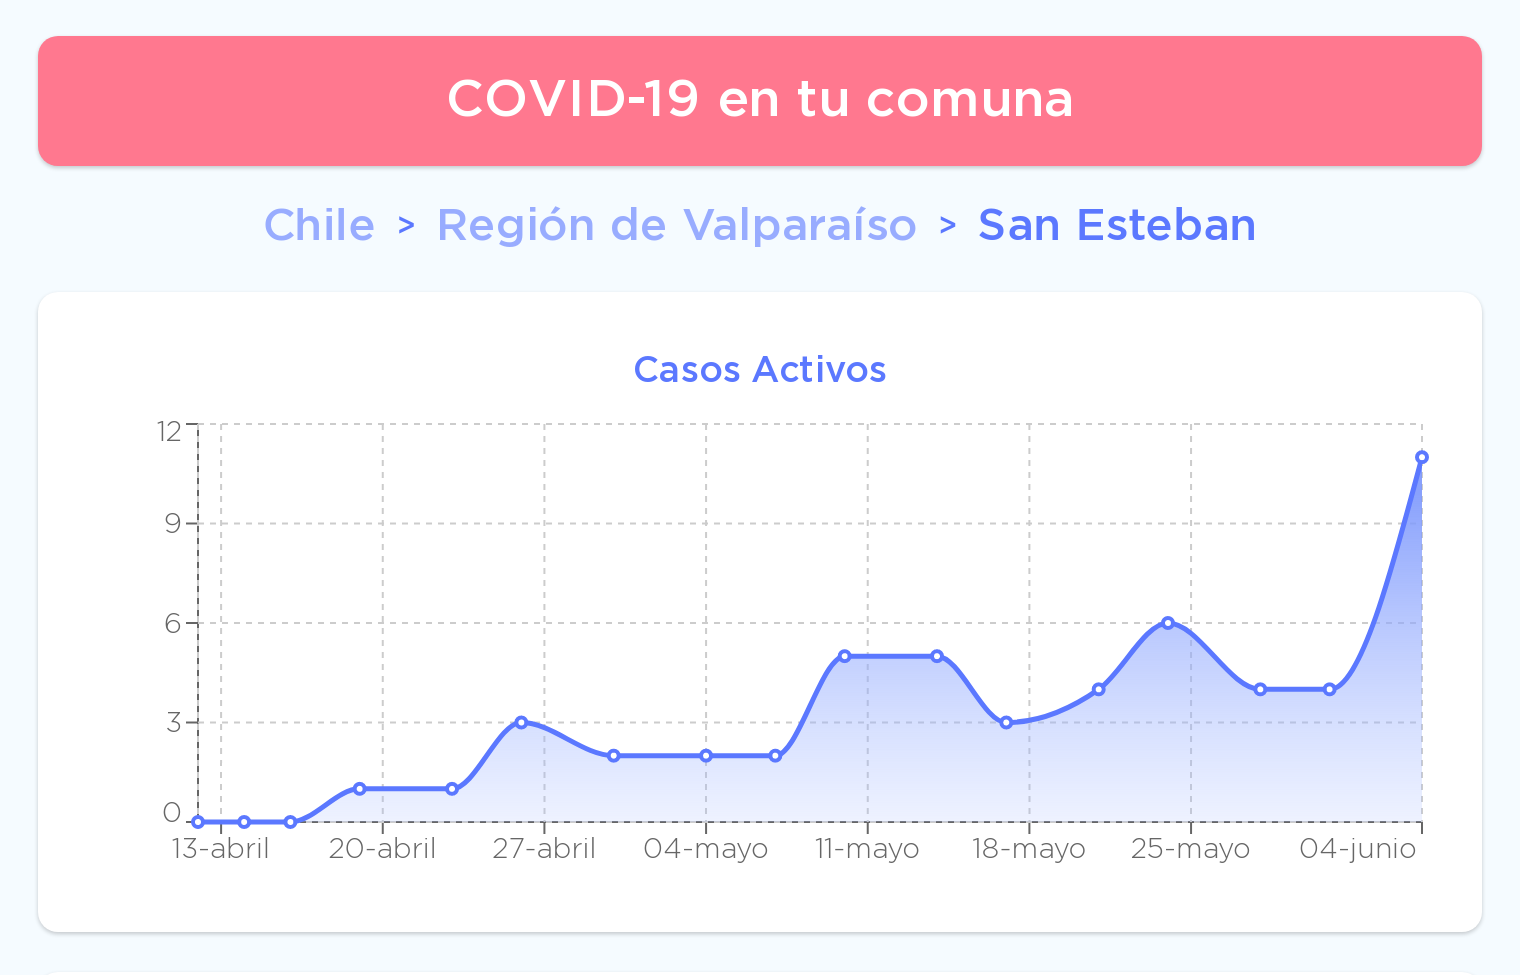 COVID-19 en tu comuna
Chile > Región de Valparaíso > San Esteban
Casos Activos
12
9
6
3
0
13-abril 20-abril 27-abril 04-mayo 11-mayo 18-mayo 25-mayo 04-junio